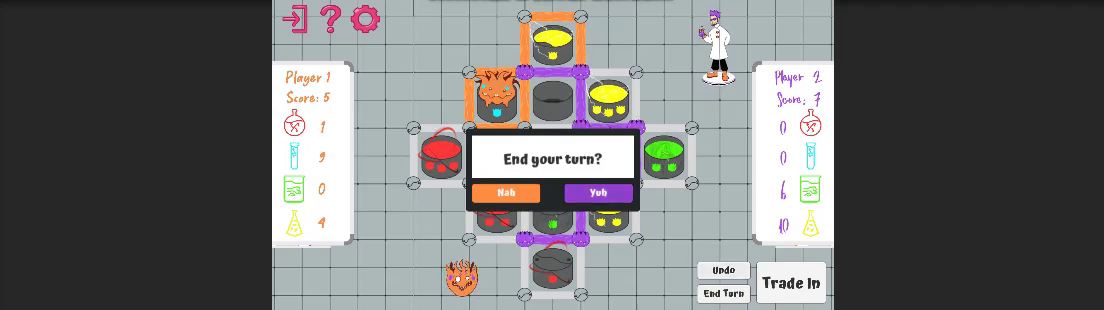 ?
Player 1
Score: 5
1
9
0
4
Player 2
Score: 7
0
0
6
10
End your turn?
Nah
Yuh
Undo
End Turn
Trade In